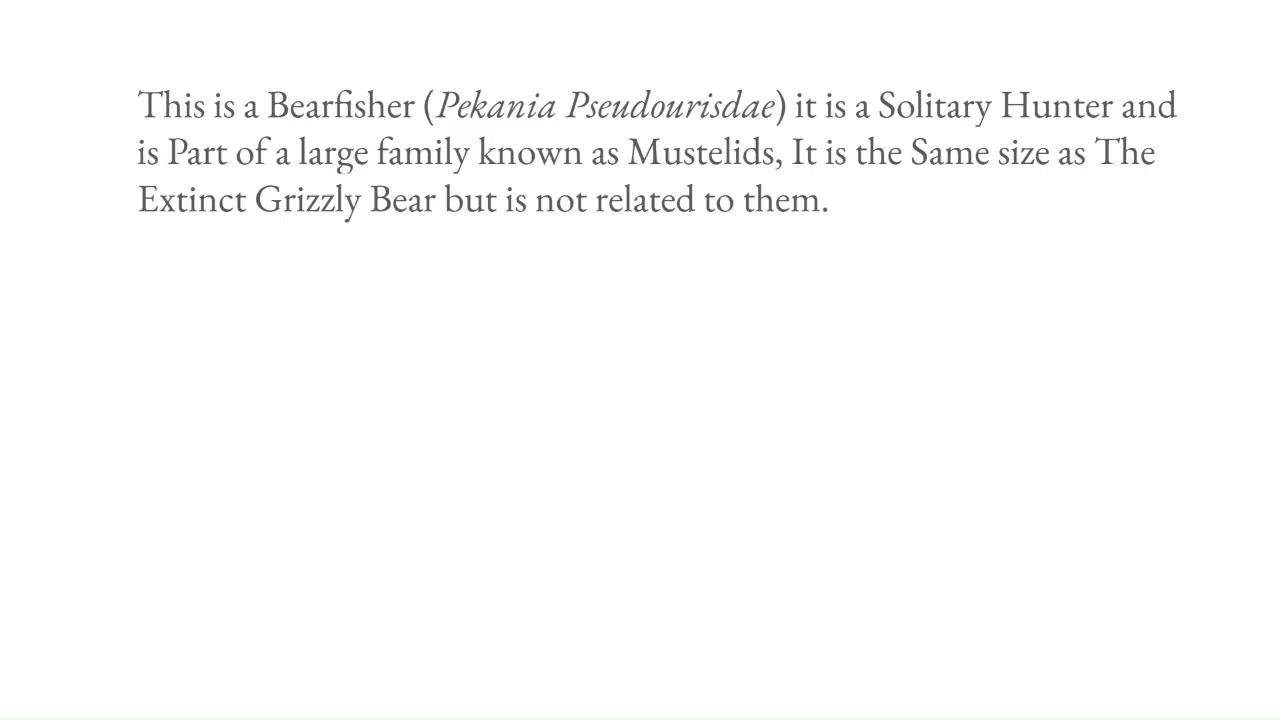 This is a Bearfisher (Pekania Pseudourisdae) it is a Solitary Hunter and
is Part of a large family known as Mustelids, It is the Same size as The
Extinct Grizzly Bear but is not related to them.